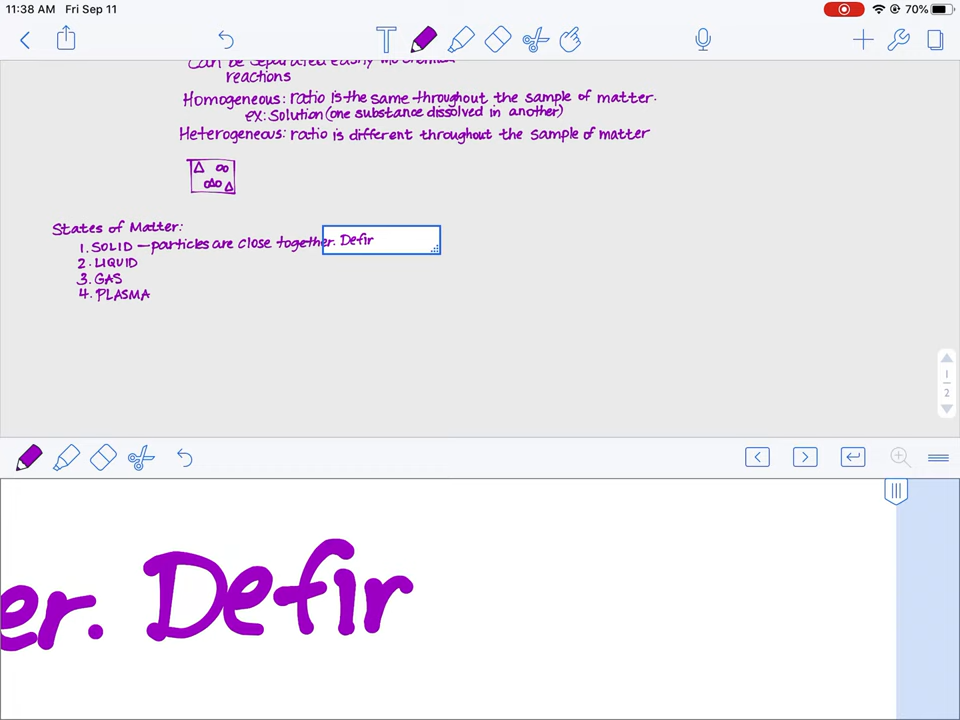 11:38 AM Fri Sep 11
70%
T
reactions
Homogeneous: ratio is the same throughout the sample of matter.
ex: Solution (one substance dissolved in another)
Heterogeneous: ratio is different throughout the sample of matter
States of Matter:
1. SOLID — particles are close together. Defir
2. LIQUID
3. GAS
4. PLASMA
1
2
er. Defir